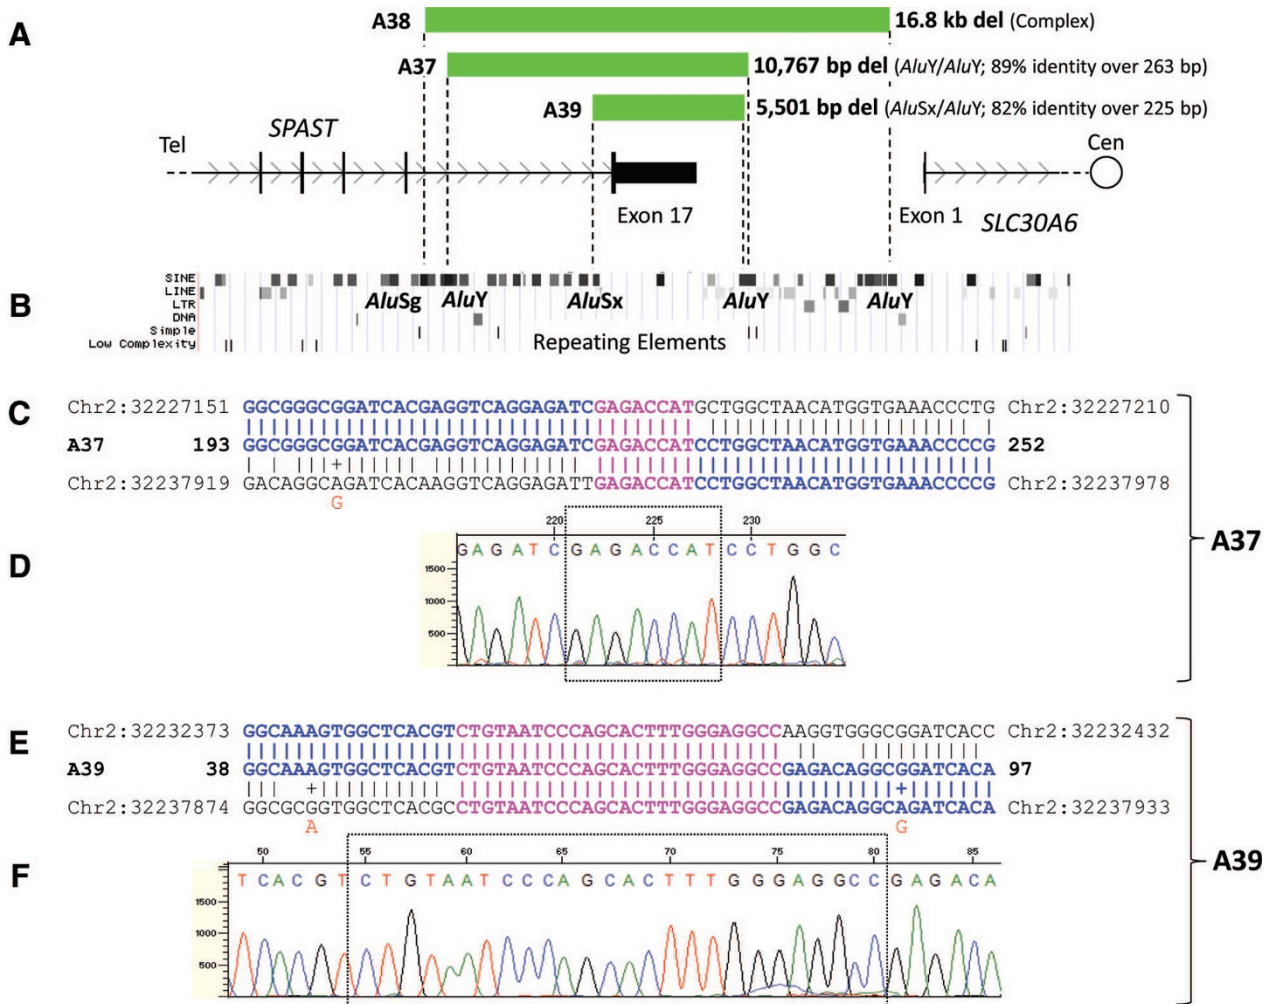 A
A38 16.8 kb del (Complex)
A37 10,767 bp del (AluY/AluY; 89% identity over 263 bp)
A39 5,501 bp del (AluSx/AluY; 82% identity over 225 bp)
SPAST
Tel
Cen
Exon 17
Exon 1
SLC30A6
B
SINE
LINE
LTR
DNA
Simple
Low Complexity
AluSg AluY AluSx AluY AluY
Repeating Elements
C
Chr2:32227151 GGCGGGCGGATCACGAGGTCAGGAGATCGAGACCATGCTGGCTAACATGGTGAAACCCTG Chr2:32227210
A37 193 GGCGGGCGGATCACGAGGTCAGGAGATCGAGACCATCCTGGCTAACATGGTGAAACCCCG 252
+
Chr2:32237919 GACAGGCAGATCACAAGGTCAGGAGATTGAGACCATCCTGGCTAACATGGTGAAACCCCG Chr2:32237978
G
A37
D
220 225 230
GAGATCGAGACCATCCTGGC
1500
1000
500
E
Chr2:32232373 GGCAAAGTGGCTCACGTCTGTAATCCCAGCACTTTGGGAGGCCAAGGTGGGCGGATCACC Chr2:32232432
A39 38 GGCAAAGTGGCTCACGTCTGTAATCCCAGCACTTTGGGAGGCCGAGACAGGCGGATCACA 97
+ +
Chr2:32237874 GGCGCGGTGGCTCACGCCTGTAATCCCAGCACTTTGGGAGGCCGAGACAGGCAGATCACA Chr2:32237933
A G
A39
F
50 55 60 65 70 75 80 85
TCACGTCTGTAATCCCAGCACTTTGGGAGGCCGAGACA
1500
1000
500